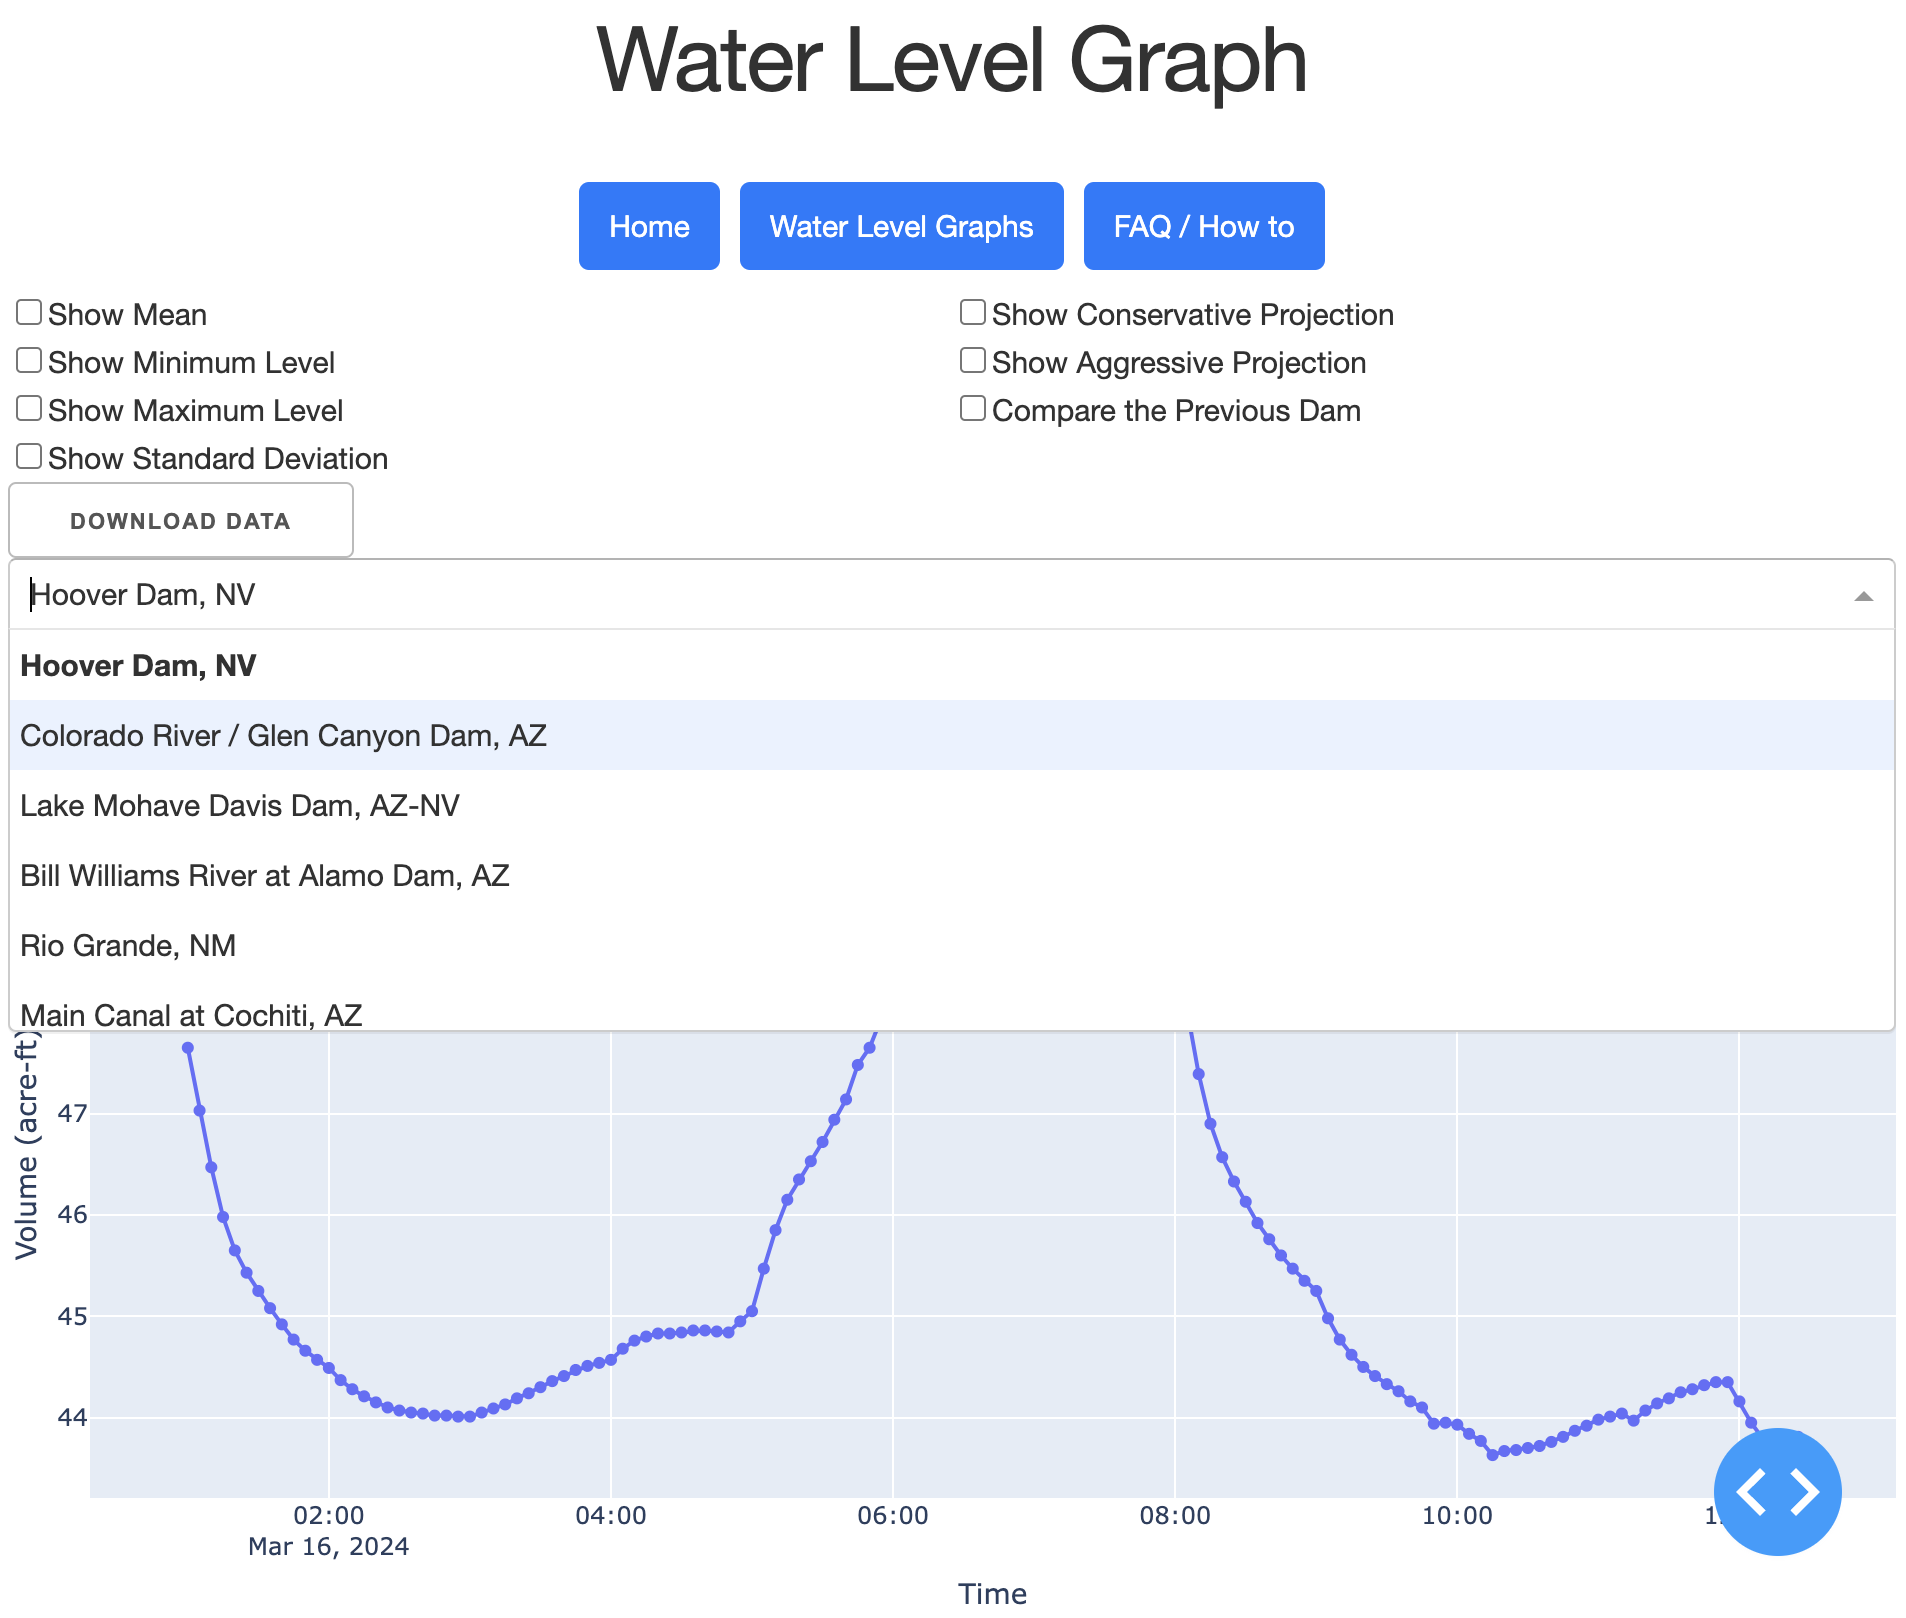 Water Level Graph
Home
Water Level Graphs
FAQ / How to
Show Mean
Show Minimum Level
Show Maximum Level
Show Standard Deviation
Show Conservative Projection
Show Aggressive Projection
Compare the Previous Dam
DOWNLOAD DATA
Hoover Dam, NV
Hoover Dam, NV
Colorado River / Glen Canyon Dam, AZ
Lake Mohave Davis Dam, AZ-NV
Bill Williams River at Alamo Dam, AZ
Rio Grande, NM
Main Canal at Cochiti, AZ
Volume (acre-ft)
47
46
45
44
02:00
Mar 16, 2024
04:00
06:00
08:00
10:00
Time